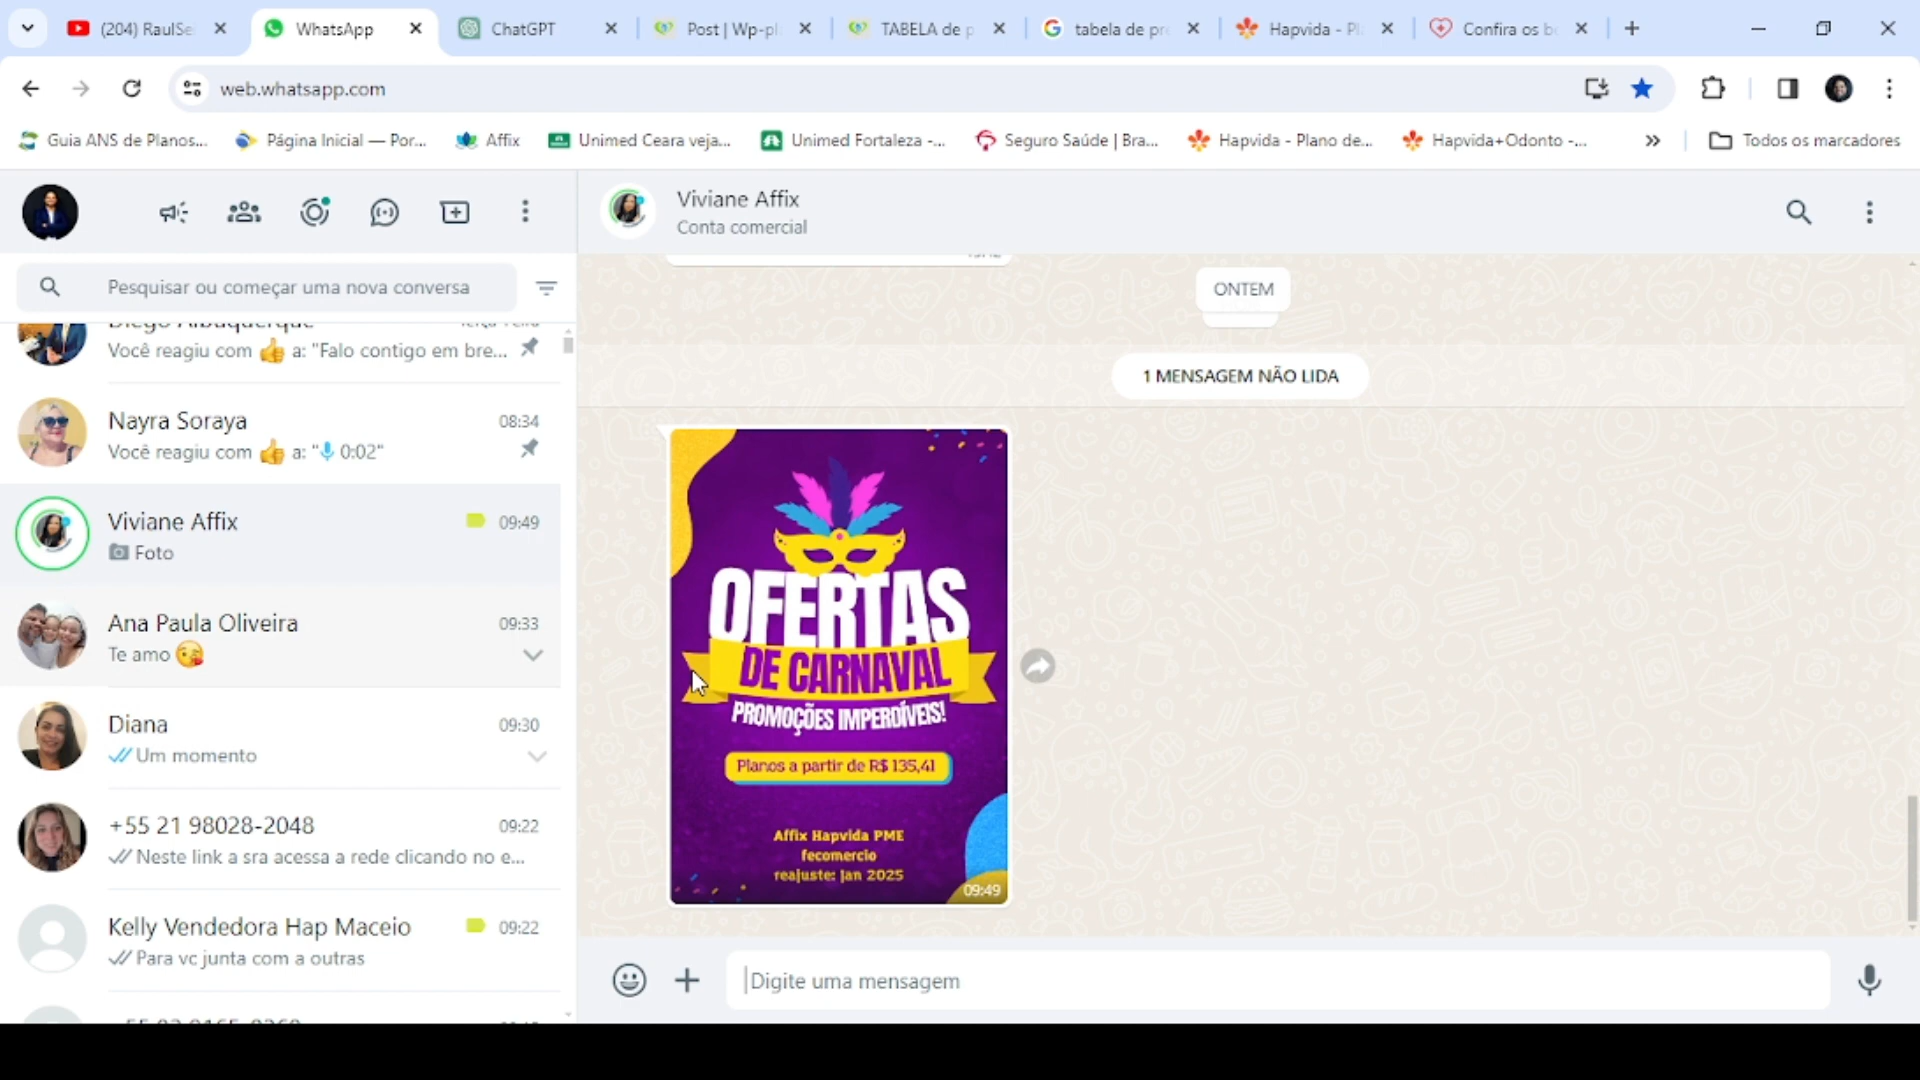 (204) RaulSe
WhatsApp
ChatGPT
Post | Wp-pl
TABELA de p
tabela de pre
Hapvida - Pl
Confira os b
web.whatsapp.com
Guia ANS de Planos...
Página Inicial — Por...
Affix
Unimed Ceara veja...
Unimed Fortaleza -...
Seguro Saúde | Bra...
Hapvida - Plano de...
Hapvida+Odonto -...
Todos os marcadores
Viviane Affix
Conta comercial
Pesquisar ou começar uma nova conversa
Diego Albuquerque
Terça-feira
Você reagiu com 👍 a: "Falo contigo em bre...
Nayra Soraya
08:34
Você reagiu com 👍 a: "🎤 0:02"
Viviane Affix
09:49
Foto
Ana Paula Oliveira
09:33
Te amo 😘
Diana
09:30
Um momento
+55 21 98028-2048
09:22
Neste link a sra acessa a rede clicando no e...
Kelly Vendedora Hap Maceio
09:22
Para vc junta com a outras
ONTEM
1 MENSAGEM NÃO LIDA
OFERTAS
DE CARNAVAL
PROMOÇÕES IMPERDÍVEIS!
Planos a partir de R$ 135,41
Affix Hapvida PME
fecomercio
reajuste: Jan 2025
09:49
Digite uma mensagem